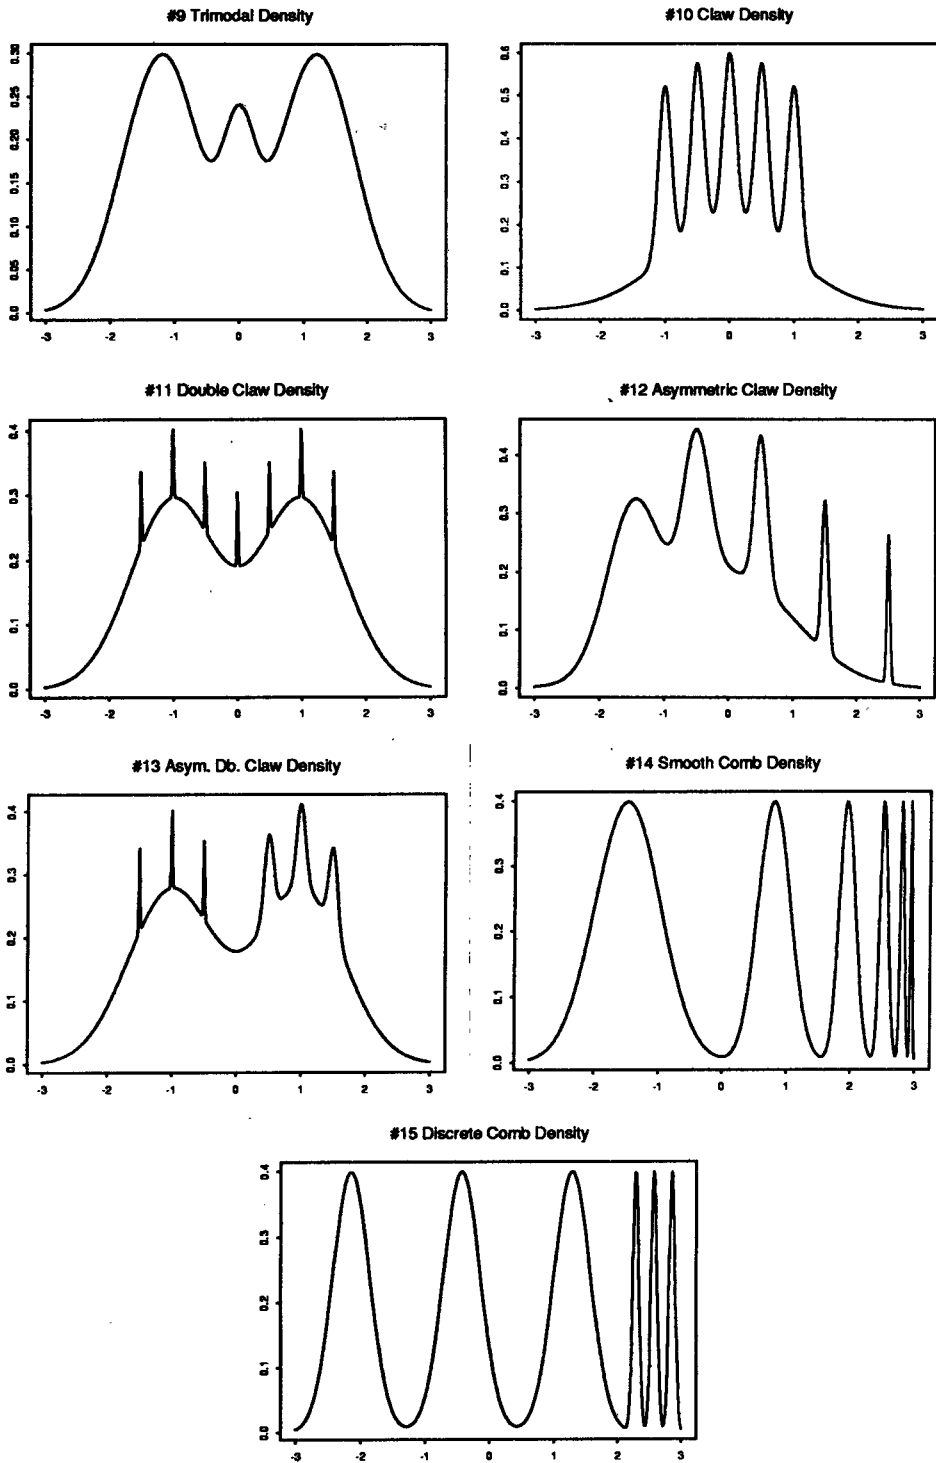 #9 Trimodal Density
0.0 0.05 0.10 0.15 0.20 0.25 0.30
-3 -2 -1 0 1 2 3
#10 Claw Density
0.0 0.1 0.2 0.3 0.4 0.5 0.6
-3 -2 -1 0 1 2 3
#11 Double Claw Density
0.0 0.1 0.2 0.3 0.4
-3 -2 -1 0 1 2 3
#12 Asymmetric Claw Density
0.0 0.1 0.2 0.3 0.4
-3 -2 -1 0 1 2 3
#13 Asym. Db. Claw Density
0.0 0.1 0.2 0.3 0.4
-3 -2 -1 0 1 2 3
#14 Smooth Comb Density
0.0 0.1 0.2 0.3 0.4
-3 -2 -1 0 1 2 3
#15 Discrete Comb Density
0.0 0.1 0.2 0.3 0.4
-3 -2 -1 0 1 2 3